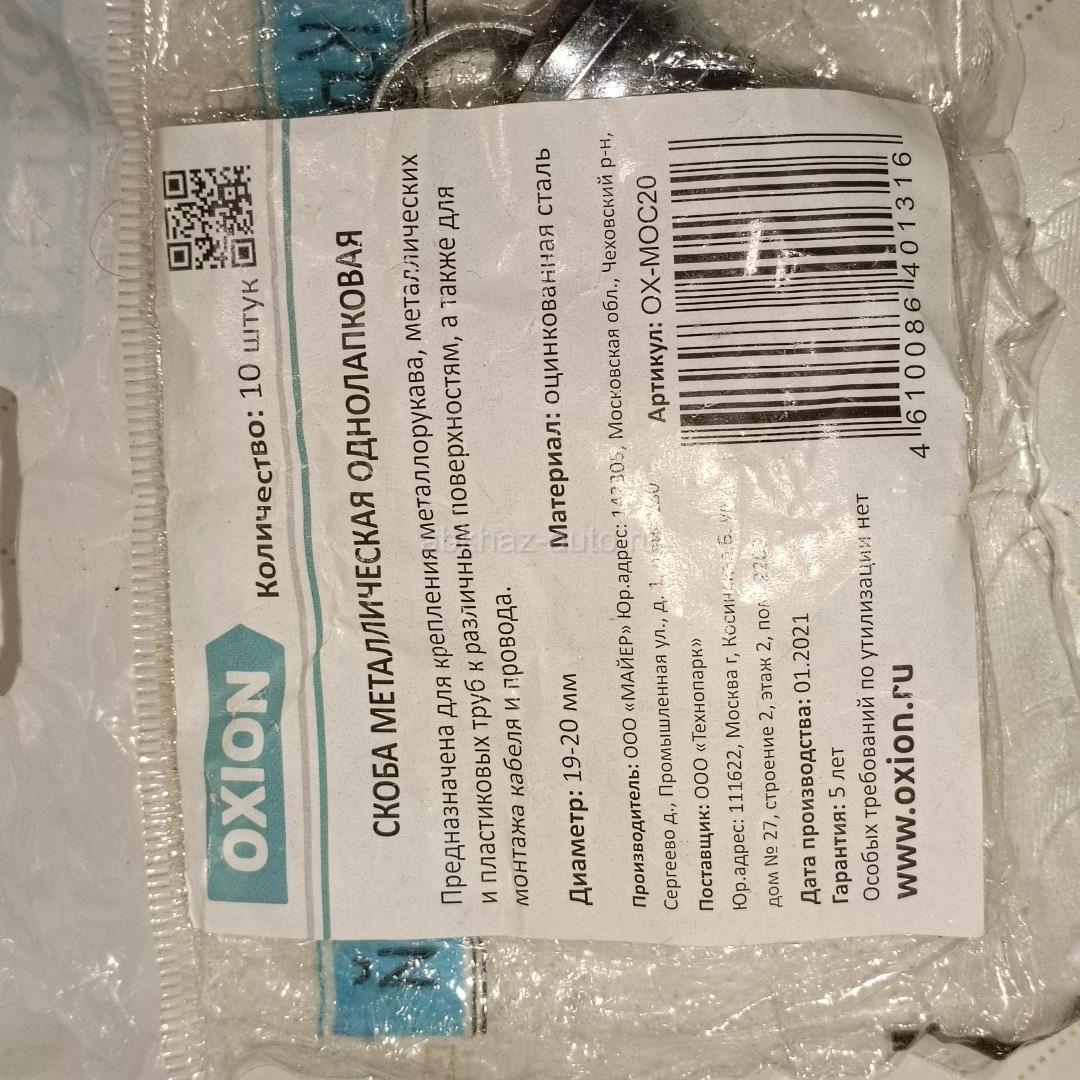 OXION
Количество: 10 штук
СКОБА МЕТАЛЛИЧЕСКАЯ ОДНОЛАПКОВАЯ
Предназначена для крепления металлорукава, металлических
и пластиковых труб к различным поверхностям, а также для
монтажа кабеля и провода.
Диаметр: 19-20 мм
Материал: оцинкованная сталь
Производитель: ООО «МАЙЕР» Юр.адрес: Московская обл., Чеховский р-н,
Сергеево д., Промышленная ул., д.
Поставщик: ООО «Технопарк»
Юр.адрес: 111622, Москва г,
дом № 27, строение 2, этаж 2,
Дата производства: 01.2021
Гарантия: 5 лет
Особых требований по утилизации нет
www.oxion.ru
Артикул: OX-MOC20
4 610086 401316